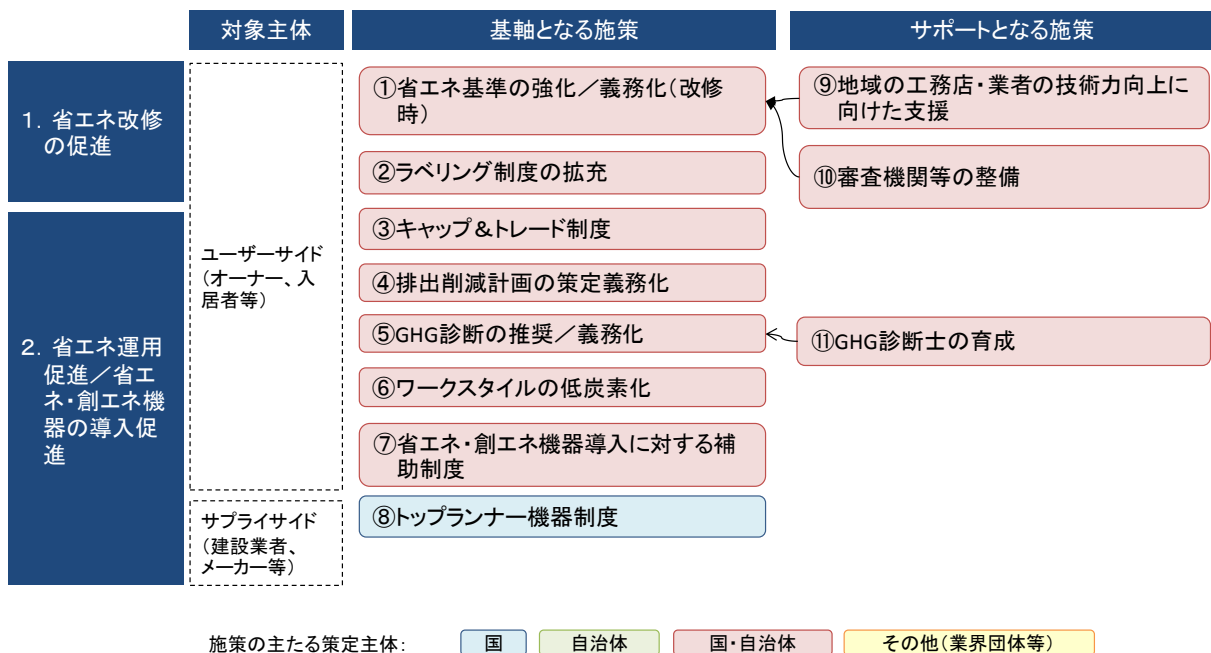 対象主体
基軸となる施策
サポートとなる施策
1．省エネ改修
の促進
2．省エネ運用
促進／省エ
ネ・創エネ機
器の導入促
進
ユーザーサイド
（オーナー、入
居者等）
サプライサイド
（建設業者、
メーカー等）
①省エネ基準の強化／義務化（改修
時）
②ラベリング制度の拡充
③キャップ＆トレード制度
④排出削減計画の策定義務化
⑤GHG診断の推奨／義務化
⑥ワークスタイルの低炭素化
⑦省エネ・創エネ機器導入に対する補
助制度
⑧トップランナー機器制度
⑨地域の工務店・業者の技術力向上に
向けた支援
⑩審査機関等の整備
⑪GHG診断士の育成
施策の主たる策定主体：
国
自治体
国・自治体
その他（業界団体等）